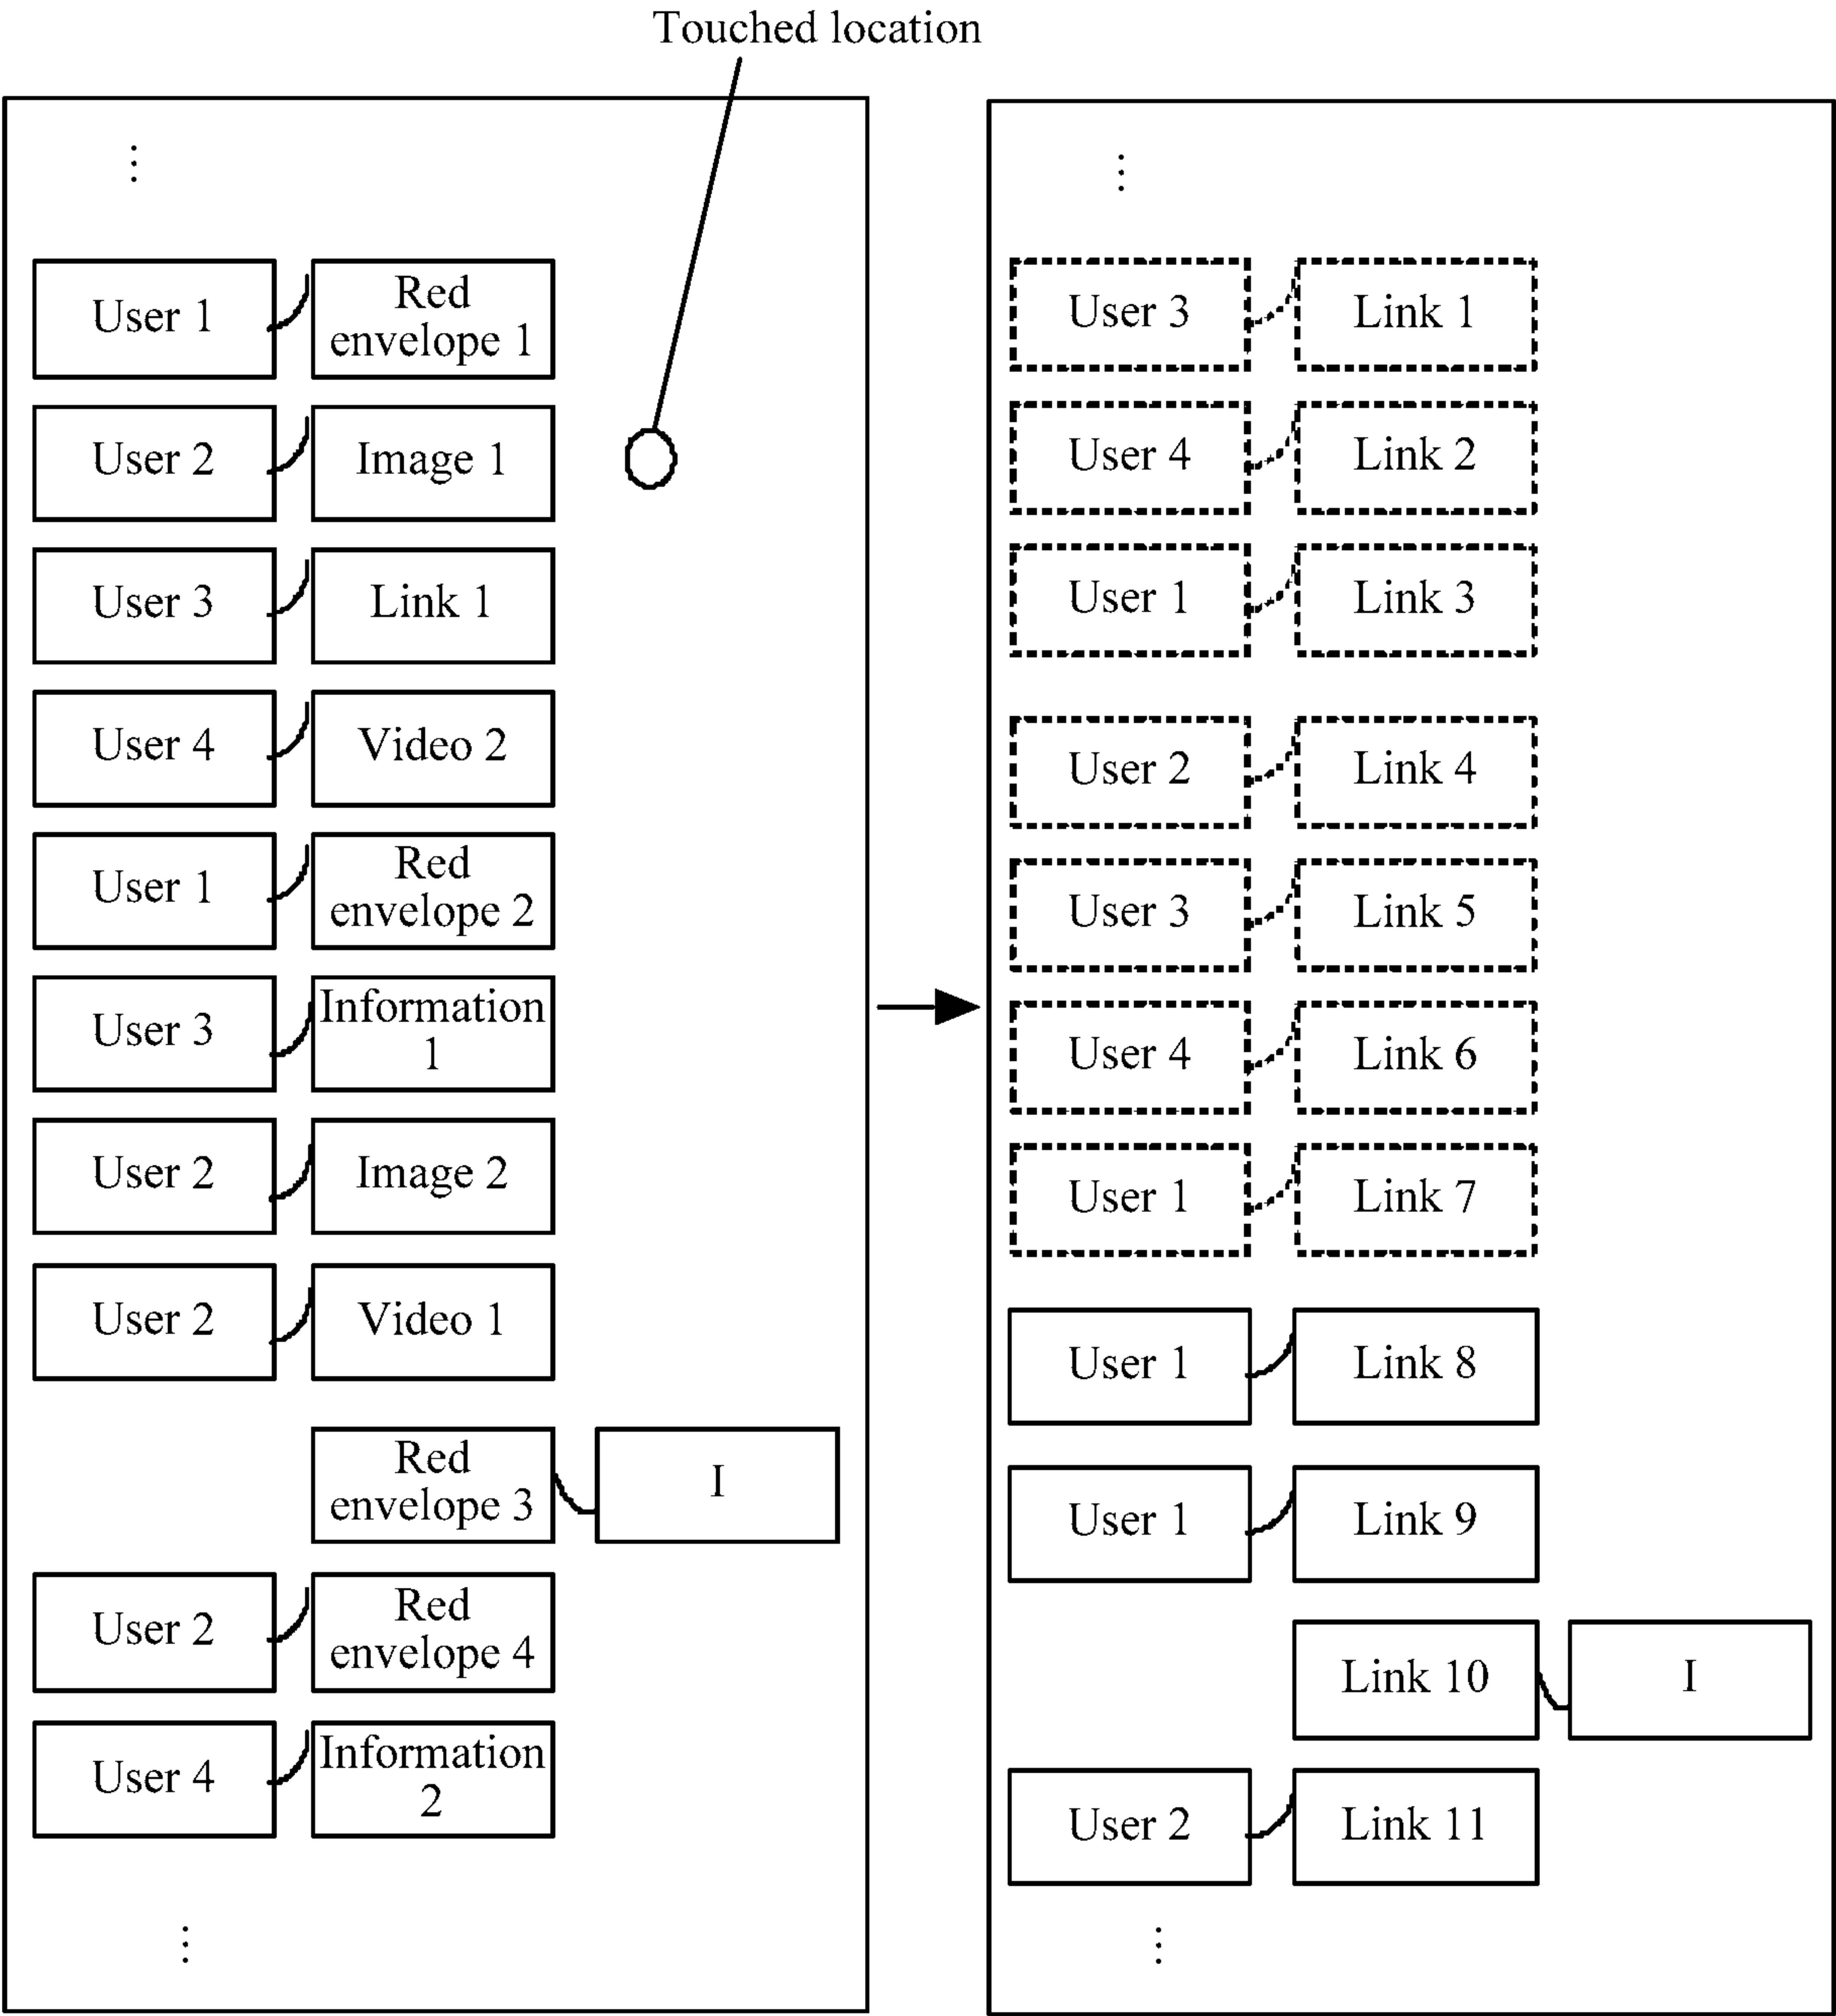 Touched location
⋮
User 1
Red
envelope 1
User 2
Image 1
User 3
Link 1
User 4
Video 2
User 1
Red
envelope 2
User 3
Information
1
User 2
Image 2
User 2
Video 1
Red
envelope 3
I
User 2
Red
envelope 4
User 4
Information
2
⋮
⋮
User 3
Link 1
User 4
Link 2
User 1
Link 3
User 2
Link 4
User 3
Link 5
User 4
Link 6
User 1
Link 7
User 1
Link 8
User 1
Link 9
Link 10
I
User 2
Link 11
⋮